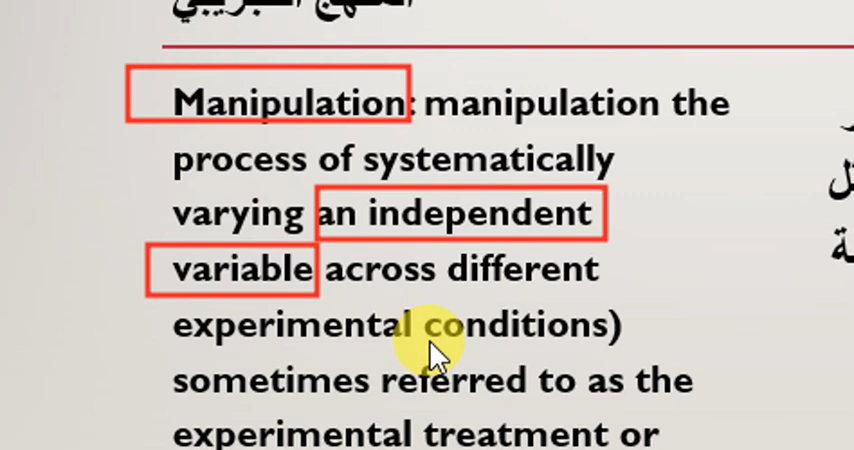 Manipulation: manipulation the
process of systematically
varying an independent
variable across different
experimental conditions)
sometimes referred to as the
experimental treatment or